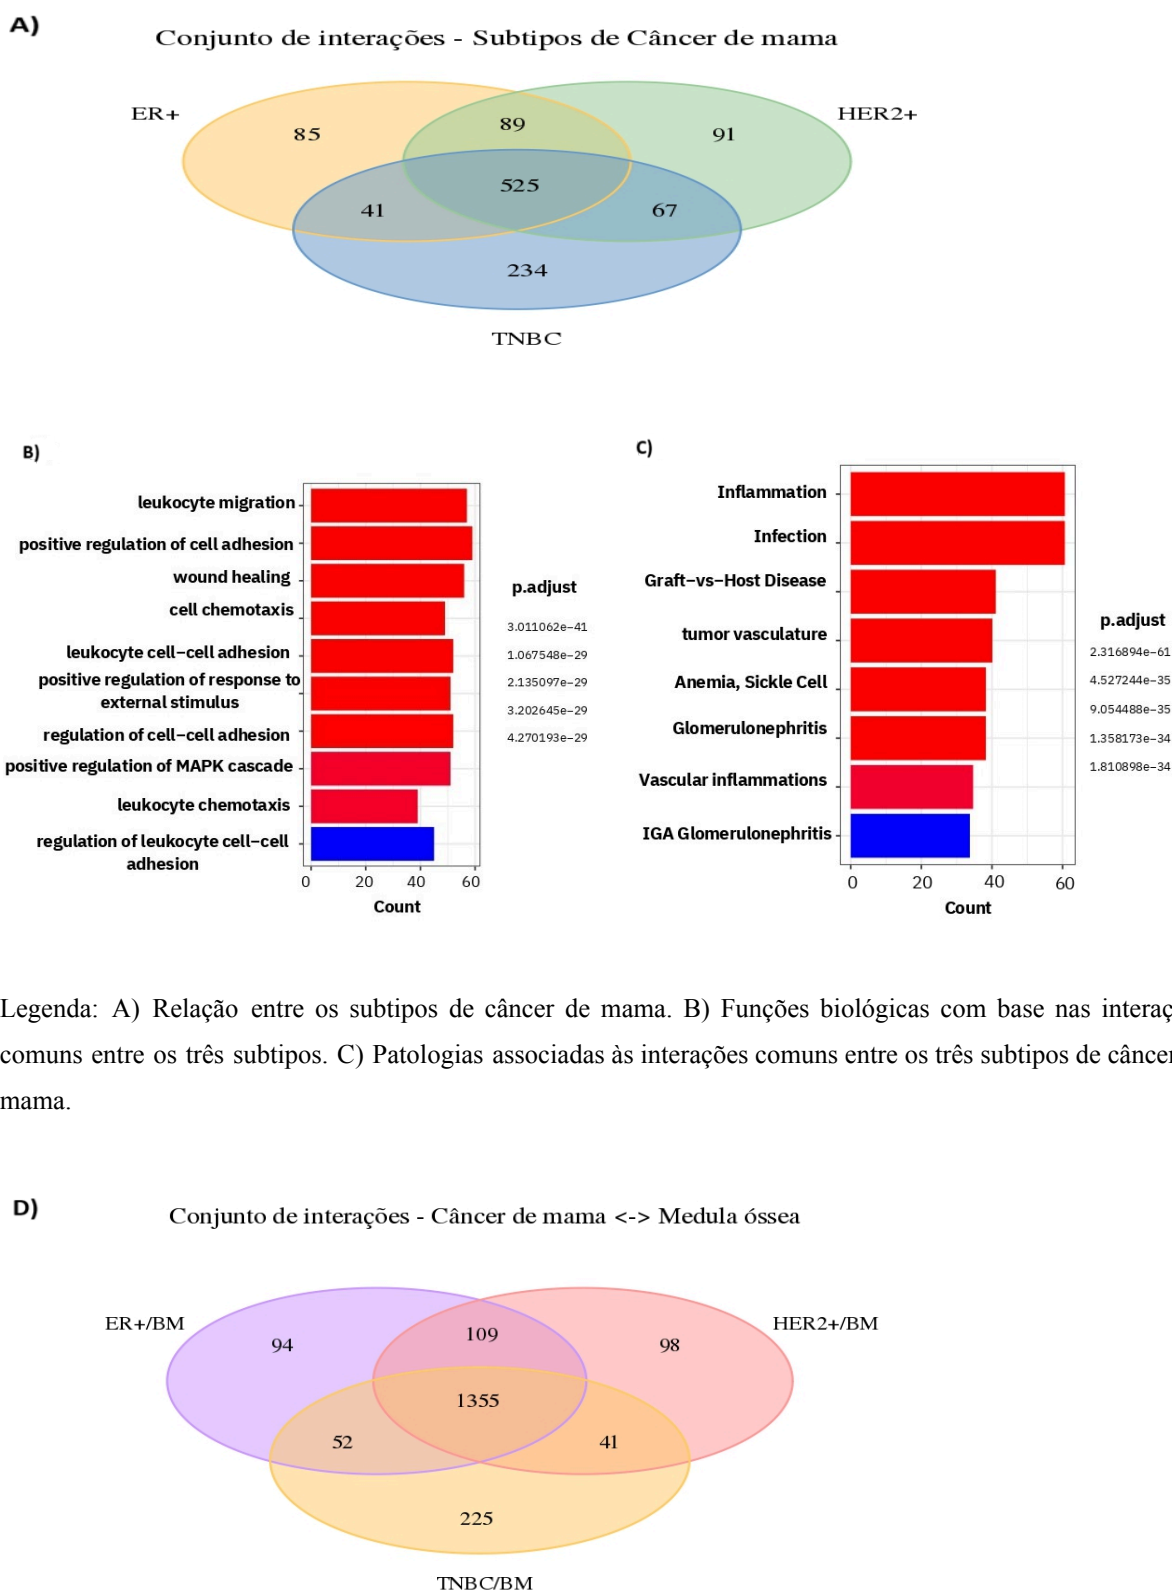 A)
Conjunto de interações - Subtipos de Câncer de mama
ER+
HER2+
85
89
91
525
41
67
234
TNBC
B)
leukocyte migration
positive regulation of cell adhesion
wound healing
cell chemotaxis
leukocyte cell-cell adhesion
positive regulation of response to
external stimulus
regulation of cell-cell adhesion
positive regulation of MAPK cascade
leukocyte chemotaxis
regulation of leukocyte cell-cell
adhesion
0 20 40 60
Count
p.adjust
3.011062e-41
1.067548e-29
2.135097e-29
3.202645e-29
4.270193e-29
C)
Inflammation
Infection
Graft-vs-Host Disease
tumor vasculature
Anemia, Sickle Cell
Glomerulonephritis
Vascular inflammations
IGA Glomerulonephritis
0 20 40 60
Count
p.adjust
2.316894e-61
4.527244e-35
9.054488e-35
1.358173e-34
1.810898e-34
Legenda: A) Relação entre os subtipos de câncer de mama. B) Funções biológicas com base nas interaç
comuns entre os três subtipos. C) Patologias associadas às interações comuns entre os três subtipos de câncer
mama.
D)
Conjunto de interações - Câncer de mama <-> Medula óssea
ER+/BM
HER2+/BM
94
109
98
1355
52
41
225
TNBC/BM